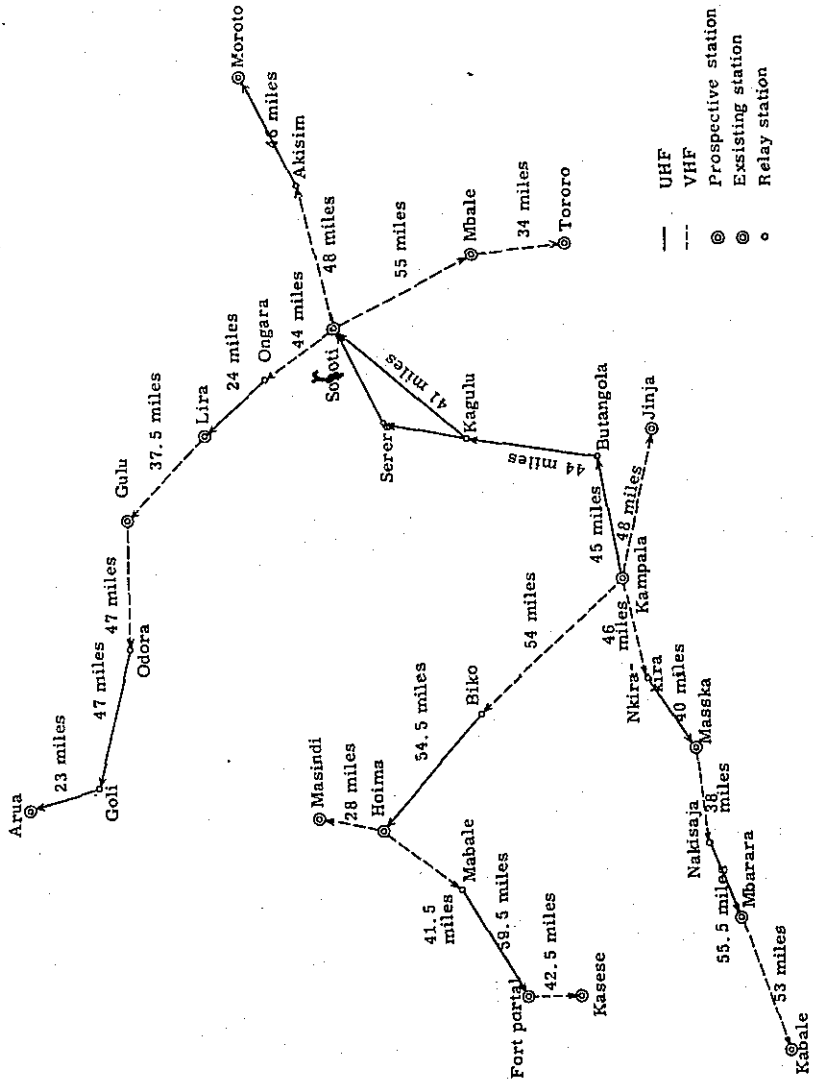 Moroto
46 miles
Akisim
48 miles
Arua
23 miles
Goli
47 miles
Odora
47 miles
Gulu
37.5 miles
Lira
24 miles
Ongara
44 miles
Soroti
55 miles
Mbale
34 miles
Tororo
Serere
41 miles
Kagulu
44 miles
Butangola
45 miles
48 miles
Jinja
Kampala
54 miles
Biko
54.5 miles
Masindi
28 miles
Hoima
Mabale
41.5
miles
59.5 miles
Fort portal
42.5 miles
Kasese
46
miles
Nkira-
kira
40 miles
Masska
38
miles
Nakisaja
55.5 miles
Mbarara
53 miles
Kabale
UHF
VHF
Prospective station
Exsisting station
Relay station